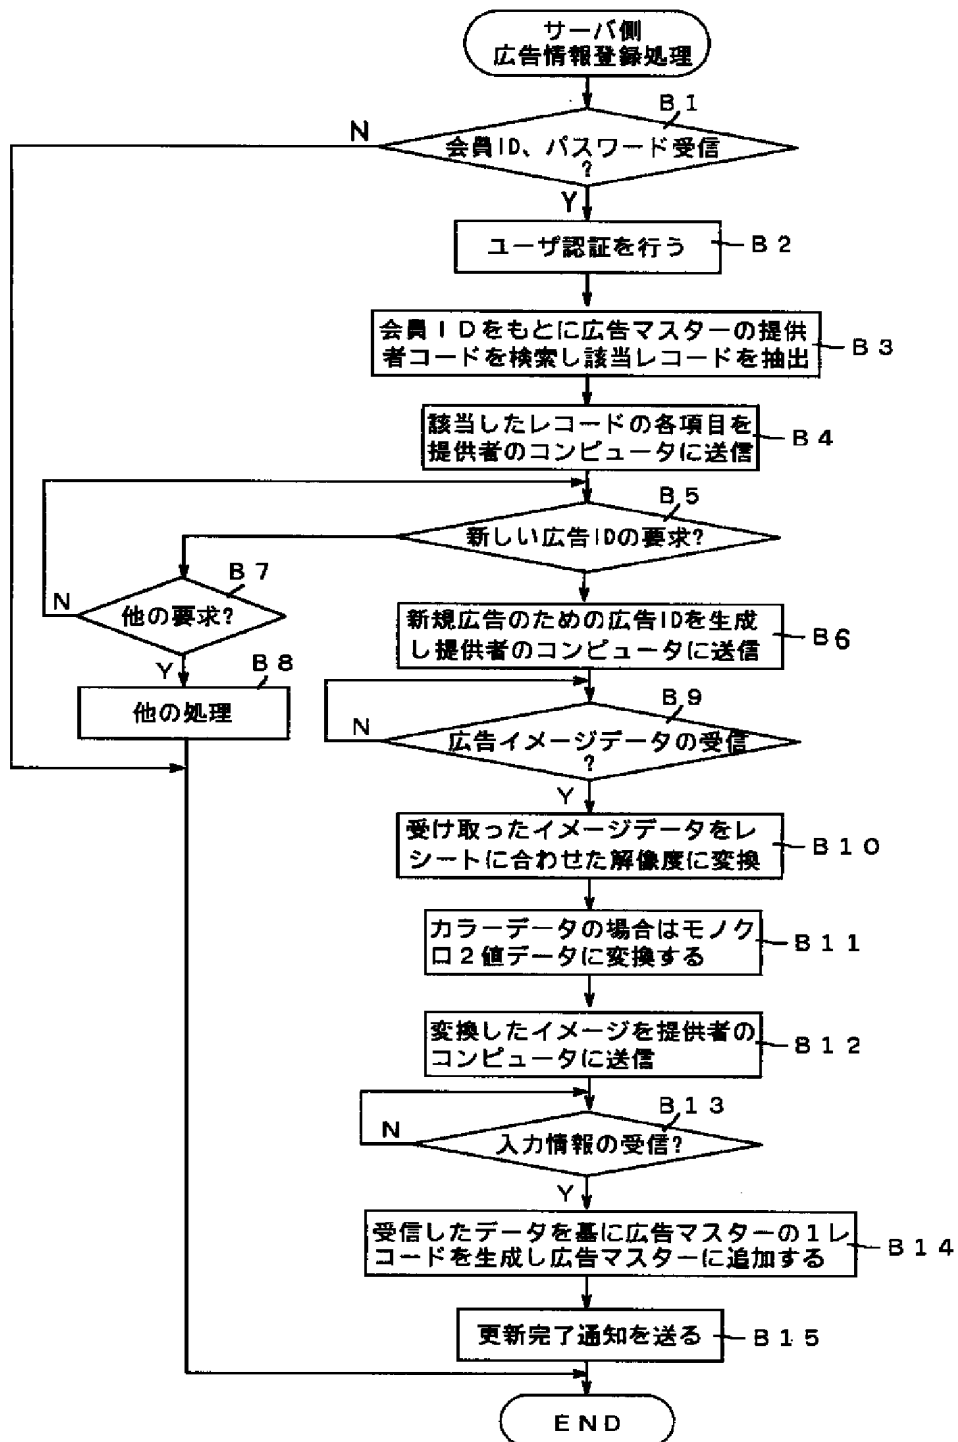 サーバ側
広告情報登録処理
B1
N
会員ID、パスワード受信
?
Y
ユーザ認証を行う
B2
会員IDをもとに広告マスターの提供
者コードを検索し該当レコードを抽出
B3
該当したレコードの各項目を
提供者のコンピュータに送信
B4
B5
新しい広告IDの要求?
B7
N
他の要求?
新規広告のための広告IDを生成
し提供者のコンピュータに送信
B6
Y
B8
他の処理
B9
N
広告イメージデータの受信
?
Y
受け取ったイメージデータをレ
シートに合わせた解像度に変換
B10
カラーデータの場合はモノク
ロ2値データに変換する
B11
変換したイメージを提供者の
コンピュータに送信
B12
B13
N
入力情報の受信?
Y
受信したデータを基に広告マスターの1レ
コードを生成し広告マスターに追加する
B14
更新完了通知を送る
B15
END